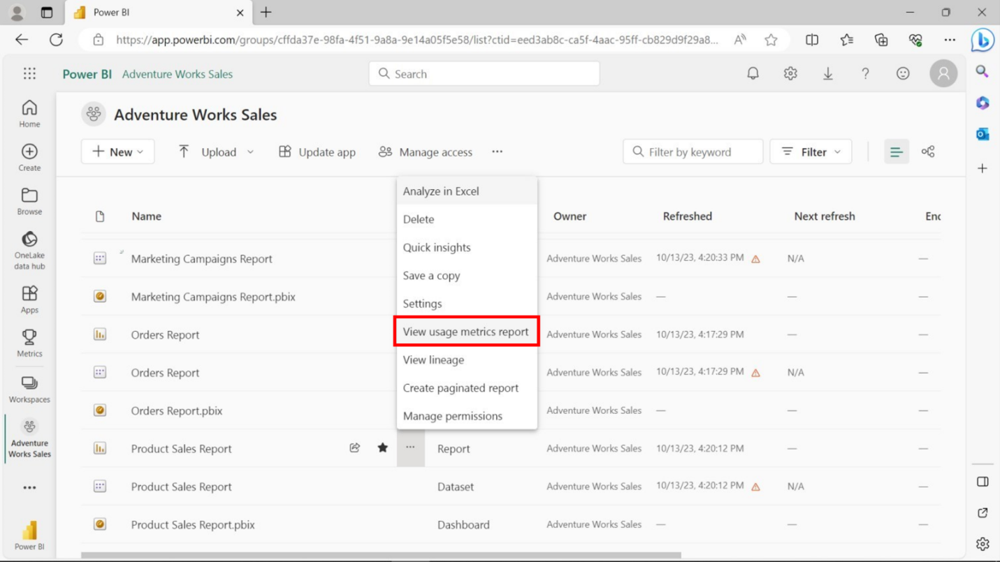 Power BI
https://app.powerbi.com/groups/cffda37e-98fa-4f51-9a8a-9e14a05f5e58/list?ctid=eed3ab8c-ca5f-4aac-95ff-cb829d9f29a8...
Power BI Adventure Works Sales
Search
Home
Create
Browse
OneLake
data hub
Apps
Metrics
Workspaces
Adventure
Works Sales
Power BI
Adventure Works Sales
New Upload Update app Manage access ...
Filter by keyword Filter
Name Owner Refreshed Next refresh Enc
Analyze in Excel
Delete
Quick insights
Save a copy
Settings
View usage metrics report
View lineage
Create paginated report
Manage permissions
Marketing Campaigns Report Adventure Works Sales 10/13/23, 4:20:33 PM N/A —
Marketing Campaigns Report.pbix Adventure Works Sales — — —
Orders Report Adventure Works Sales 10/13/23, 4:17:29 PM — —
Orders Report Adventure Works Sales 10/13/23, 4:17:29 PM N/A —
Orders Report.pbix Adventure Works Sales — — —
Product Sales Report ... Report Adventure Works Sales 10/13/23, 4:20:12 PM — —
Product Sales Report Dataset Adventure Works Sales 10/13/23, 4:20:12 PM N/A —
Product Sales Report.pbix Dashboard Adventure Works Sales — — —